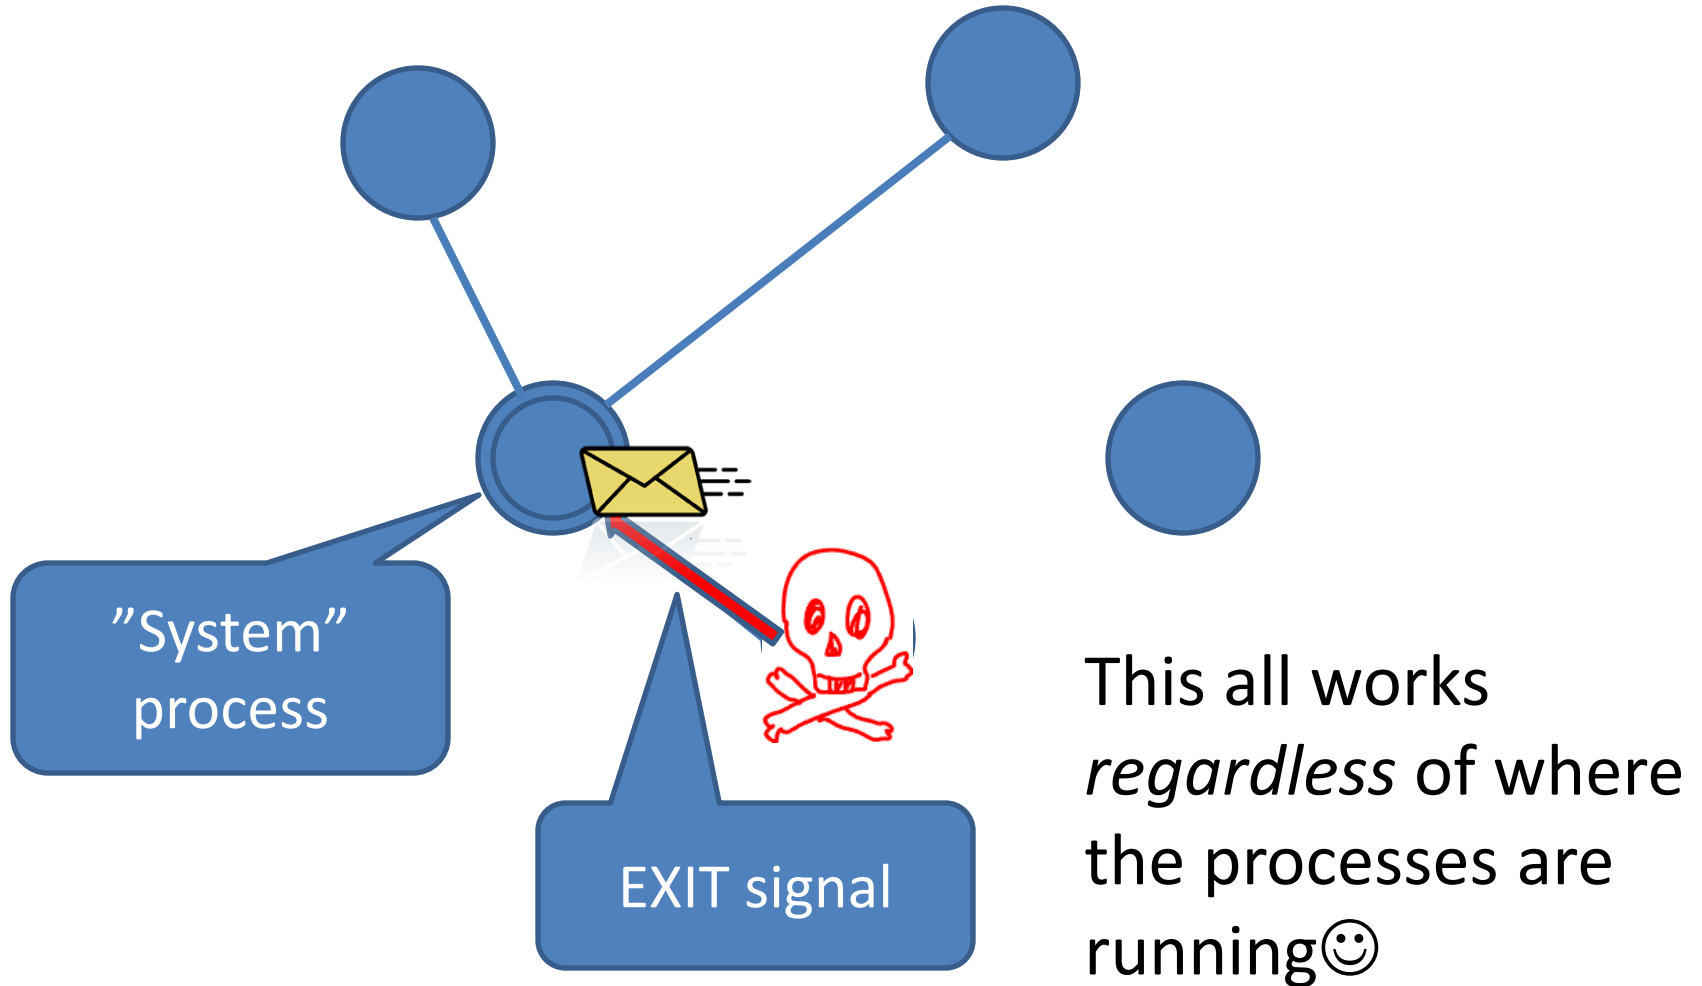 ”System”
process
EXIT signal
This all works
regardless of where
the processes are
running☺